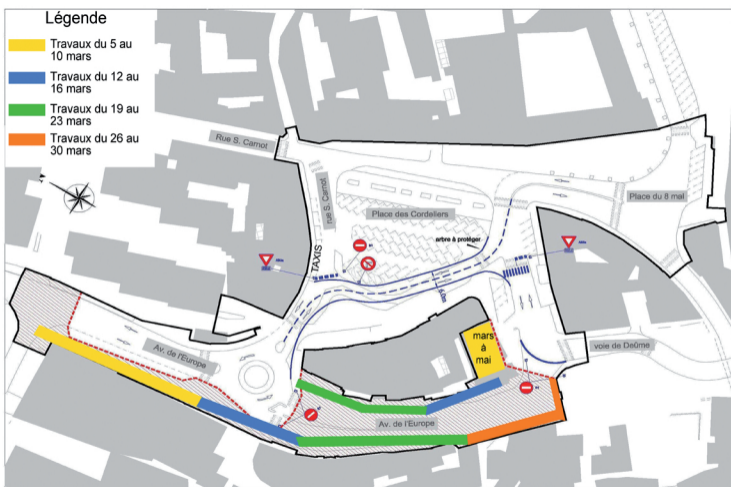 Légende
Travaux du 5 au
10 mars
Travaux du 12 au
16 mars
Travaux du 19 au
23 mars
Travaux du 26 au
30 mars
Rue S. Carnot
rue S. Carnot
Place des Cordeliers
Place du 8 mai
arbre à protéger
TAXIS
6.0m
mars
à
mai
voie de Deûme
Av. de l'Europe
Av. de l'Europe